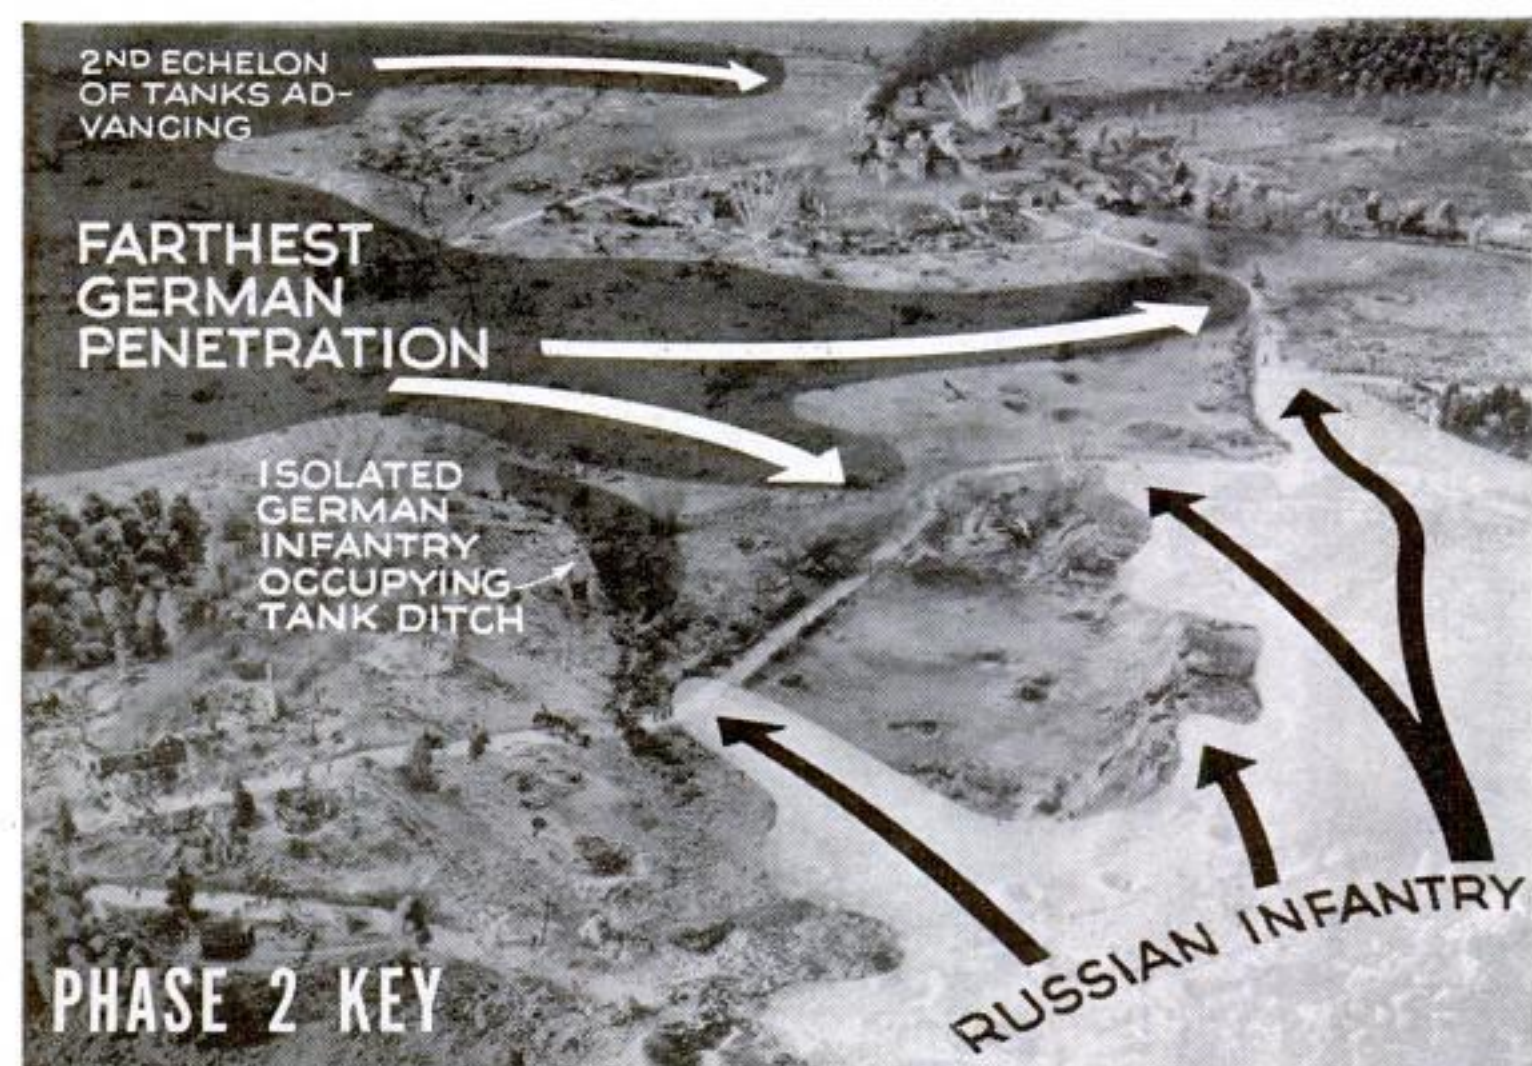 2ND ECHELON
OF TANKS AD-
VANCING
FARTHEST
GERMAN
PENETRATION
ISOLATED
GERMAN
INFANTRY
OCCUPYING
TANK DITCH
RUSSIAN INFANTRY
PHASE 2 KEY